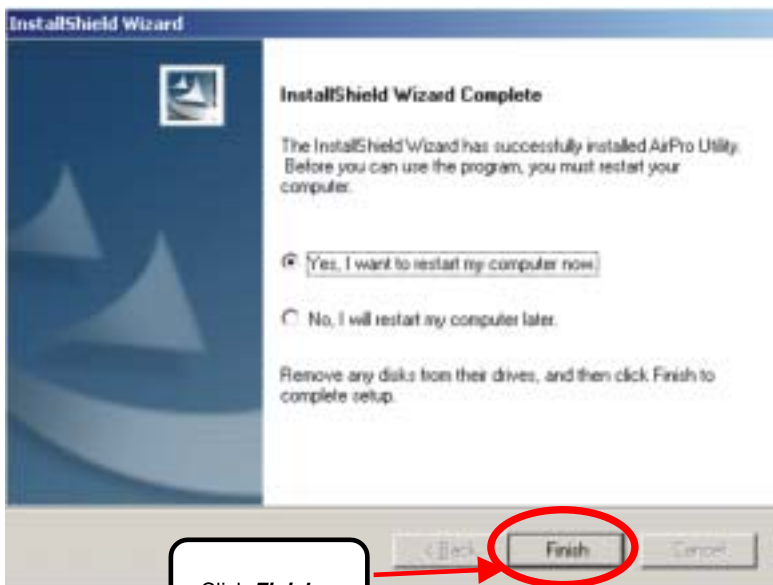 InstallShield Wizard
InstallShield Wizard Complete
The InstallShield Wizard has successfully installed AirPro Utility.
Before you can use the program, you must restart your
computer.
Yes, I want to restart my computer now.
No, I will restart my computer later.
Remove any disks from their drives, and then click Finish to
complete setup.
< Back Finish Cancel
Click Finish